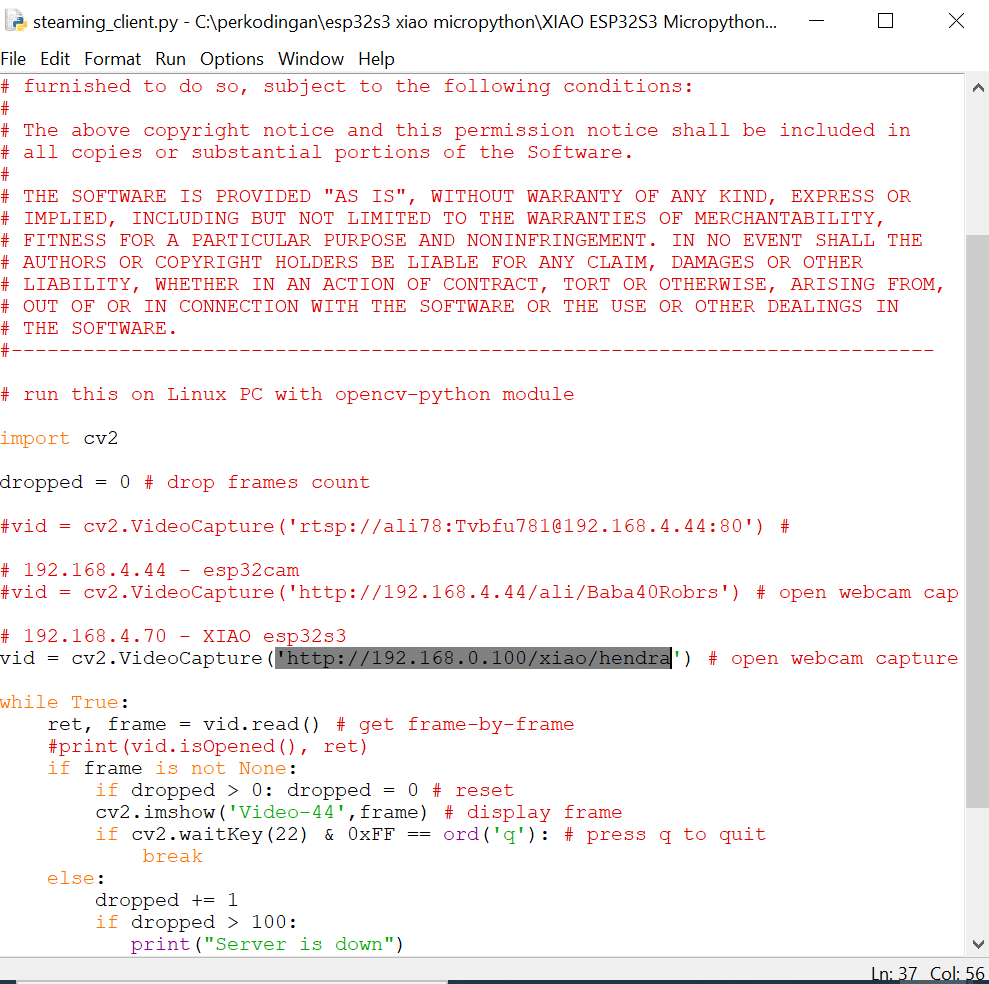 steaming_client.py - C:\perkodingan\esp32s3 xiao micropython\XIAO ESP32S3 Micropython...
File Edit Format Run Options Window Help
# furnished to do so, subject to the following conditions:
#
# The above copyright notice and this permission notice shall be included in
# all copies or substantial portions of the Software.
#
# THE SOFTWARE IS PROVIDED "AS IS", WITHOUT WARRANTY OF ANY KIND, EXPRESS OR
# IMPLIED, INCLUDING BUT NOT LIMITED TO THE WARRANTIES OF MERCHANTABILITY,
# FITNESS FOR A PARTICULAR PURPOSE AND NONINFRINGEMENT. IN NO EVENT SHALL THE
# AUTHORS OR COPYRIGHT HOLDERS BE LIABLE FOR ANY CLAIM, DAMAGES OR OTHER
# LIABILITY, WHETHER IN AN ACTION OF CONTRACT, TORT OR OTHERWISE, ARISING FROM,
# OUT OF OR IN CONNECTION WITH THE SOFTWARE OR THE USE OR OTHER DEALINGS IN
# THE SOFTWARE.
#-----------------------------------------------------------------------------
# run this on Linux PC with opencv-python module
import cv2
dropped = 0 # drop frames count
#vid = cv2.VideoCapture('rtsp://ali78:Tvbfu781@192.168.4.44:80') #
# 192.168.4.44 - esp32cam
#vid = cv2.VideoCapture('http://192.168.4.44/ali/Baba40Robrs') # open webcam cap
# 192.168.4.70 - XIAO esp32s3
vid = cv2.VideoCapture('http://192.168.0.100/xiao/hendra') # open webcam capture
while True:
    ret, frame = vid.read() # get frame-by-frame
    #print(vid.isOpened(), ret)
    if frame is not None:
        if dropped > 0: dropped = 0 # reset
        cv2.imshow('Video-44',frame) # display frame
        if cv2.waitKey(22) & 0xFF == ord('q'): # press q to quit
            break
    else:
        dropped += 1
        if dropped > 100:
           print("Server is down")
Ln: 37 Col: 56